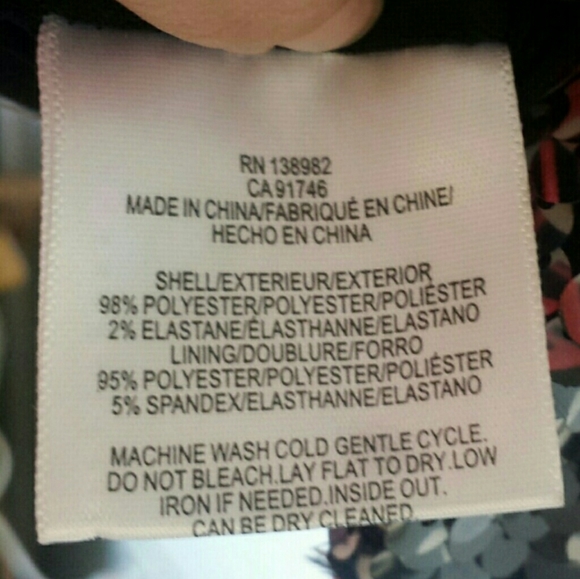 RN 138982
CA 91746
MADE IN CHINA/FABRIQUÉ EN CHINE/
HECHO EN CHINA
SHELL/EXTERIEUR/EXTERIOR
98% POLYESTER/POLYESTER/POLIÉSTER
2% ELASTANE/ÉLASTHANNE/ELASTANO
LINING/DOUBLURE/FORRO
95% POLYESTER/POLYESTER/POLIÉSTER
5% SPANDEX/ELASTHANNE/ELASTANO
MACHINE WASH COLD GENTLE CYCLE.
DO NOT BLEACH.LAY FLAT TO DRY.LOW
IRON IF NEEDED.INSIDE OUT.
CAN BE DRY CLEANED